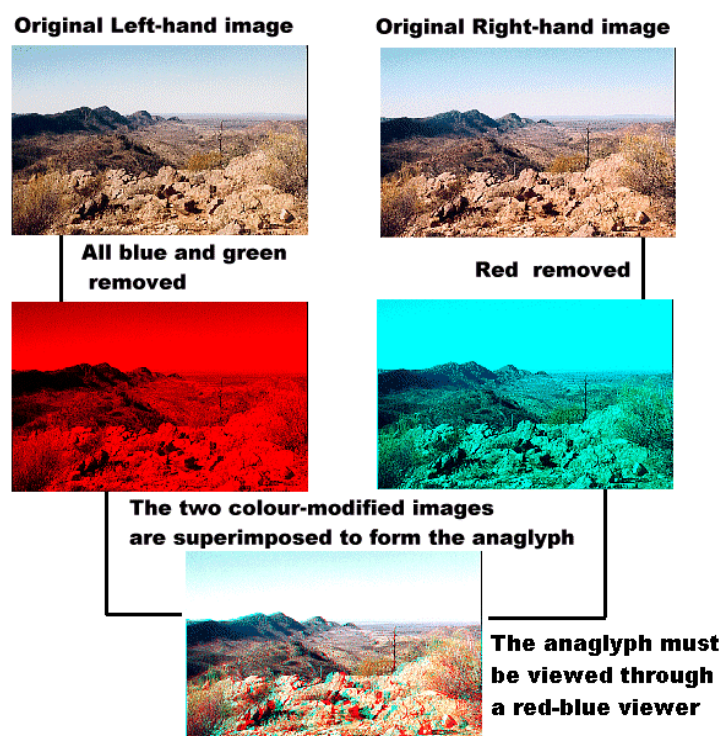 Original Left-hand image
Original Right-hand image
All blue and green
removed
Red removed
The two colour-modified images
are superimposed to form the anaglyph
The anaglyph must
be viewed through
a red-blue viewer